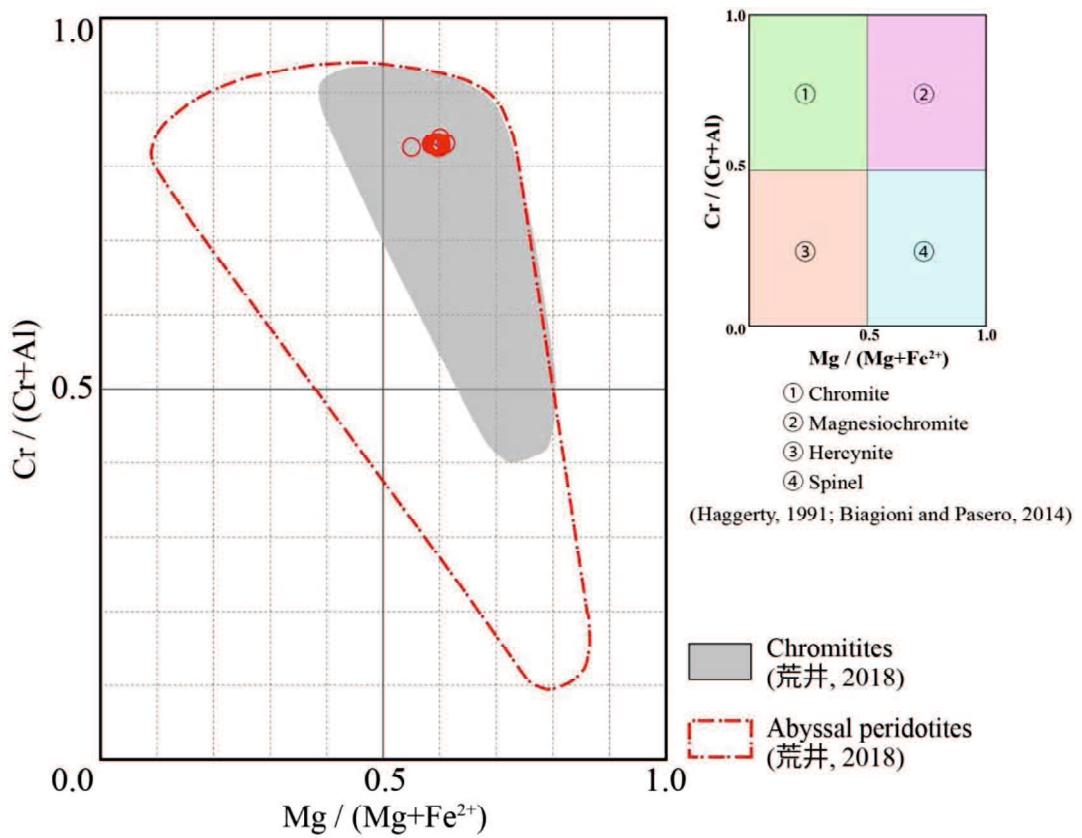 1.0
0.5
0.0
0.5
1.0
Cr / (Cr+Al)
Mg / (Mg+Fe²⁺)
1.0
0.5
0.0
0.5
1.0
Cr / (Cr+Al)
①
②
③
④
Mg / (Mg+Fe²⁺)
① Chromite
② Magnesiochromite
③ Hercynite
④ Spinel
(Haggerty, 1991; Biagioni and Pasero, 2014)
Chromitites
(荒井, 2018)
Abyssal peridotites
(荒井, 2018)